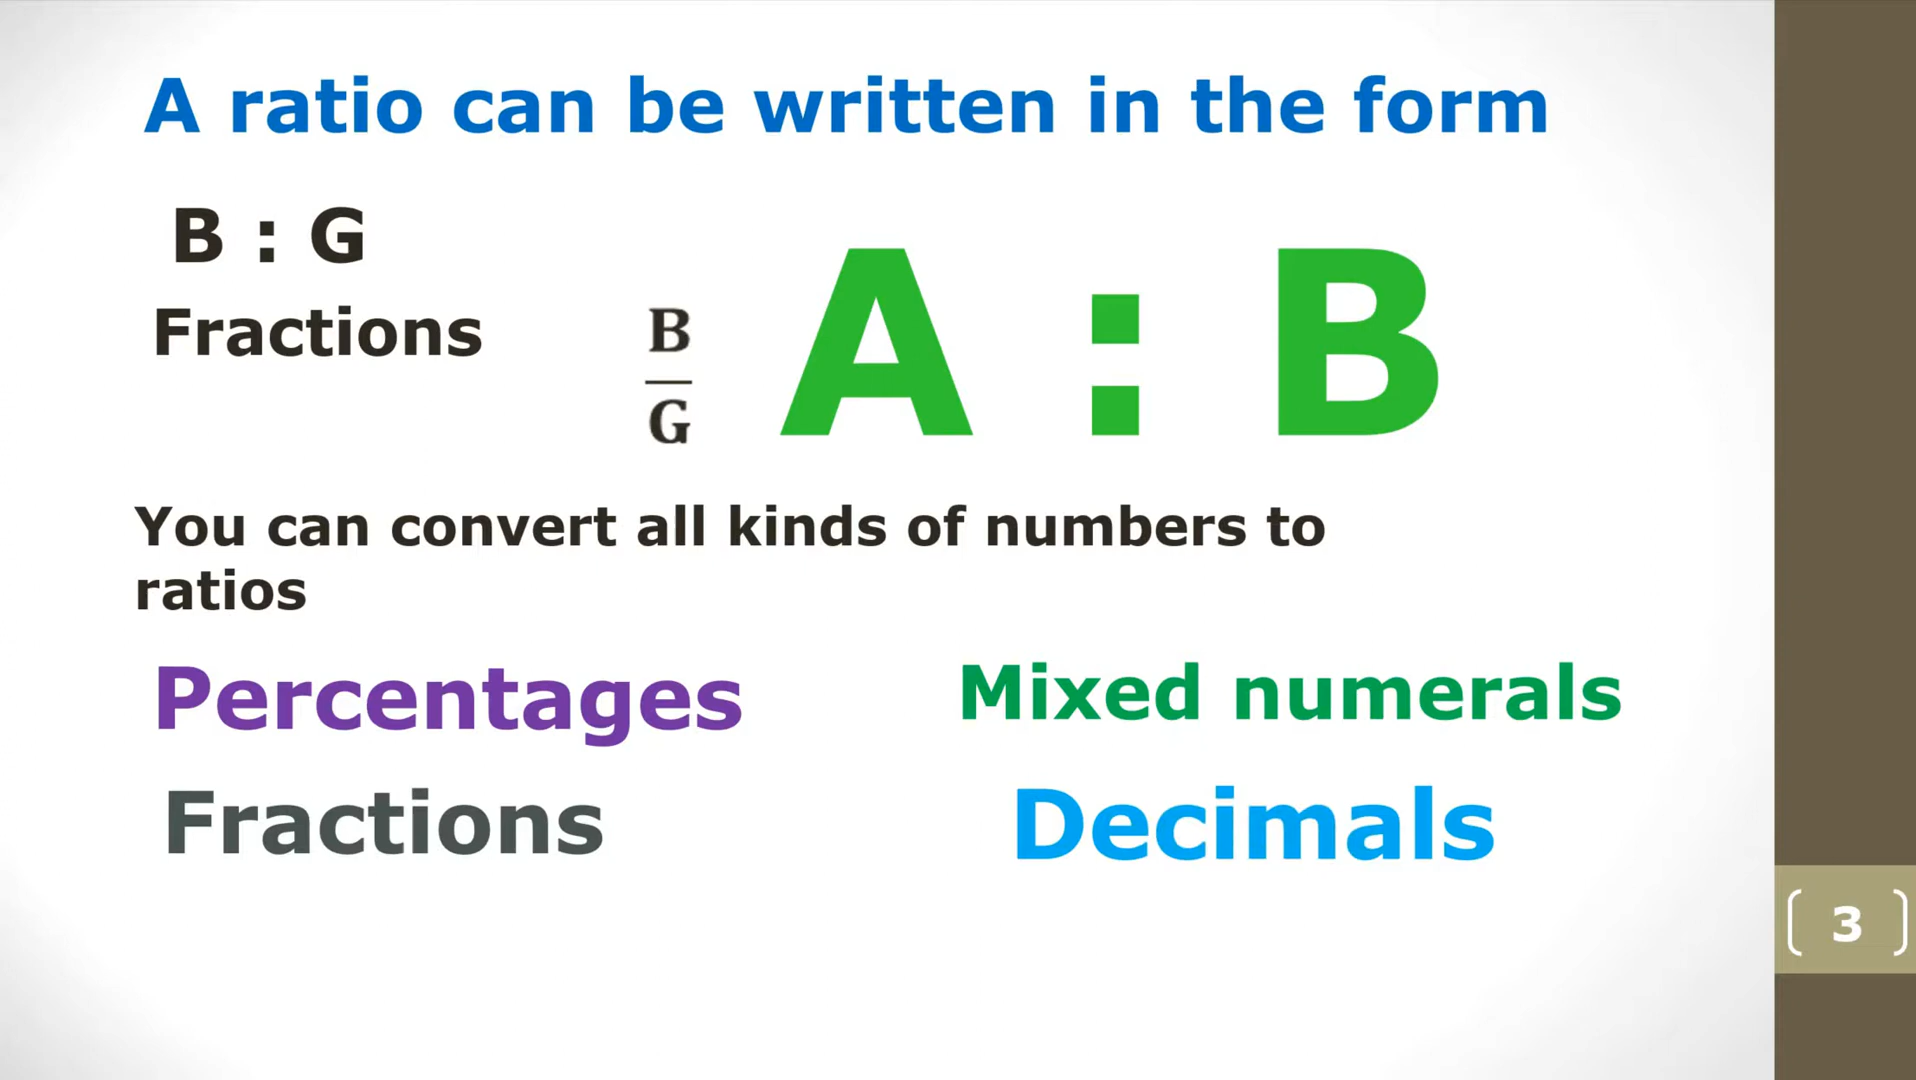 A ratio can be written in the form
B : G
A : B
Fractions
B
G
You can convert all kinds of numbers to
ratios
Percentages
Mixed numerals
Fractions
Decimals
3